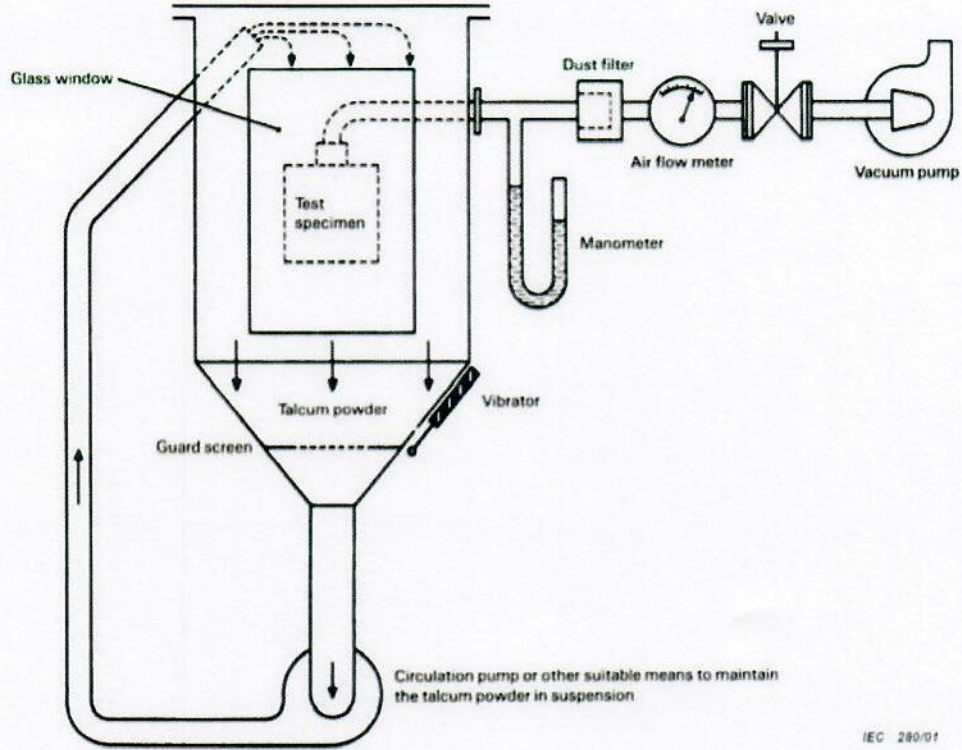 Valve
Glass window
Dust filter
Air flow meter
Vacuum pump
Test
specimen
Manometer
Talcum powder
Vibrator
Guard screen
Circulation pump or other suitable means to maintain
the talcum powder in suspension
IEC 280/01